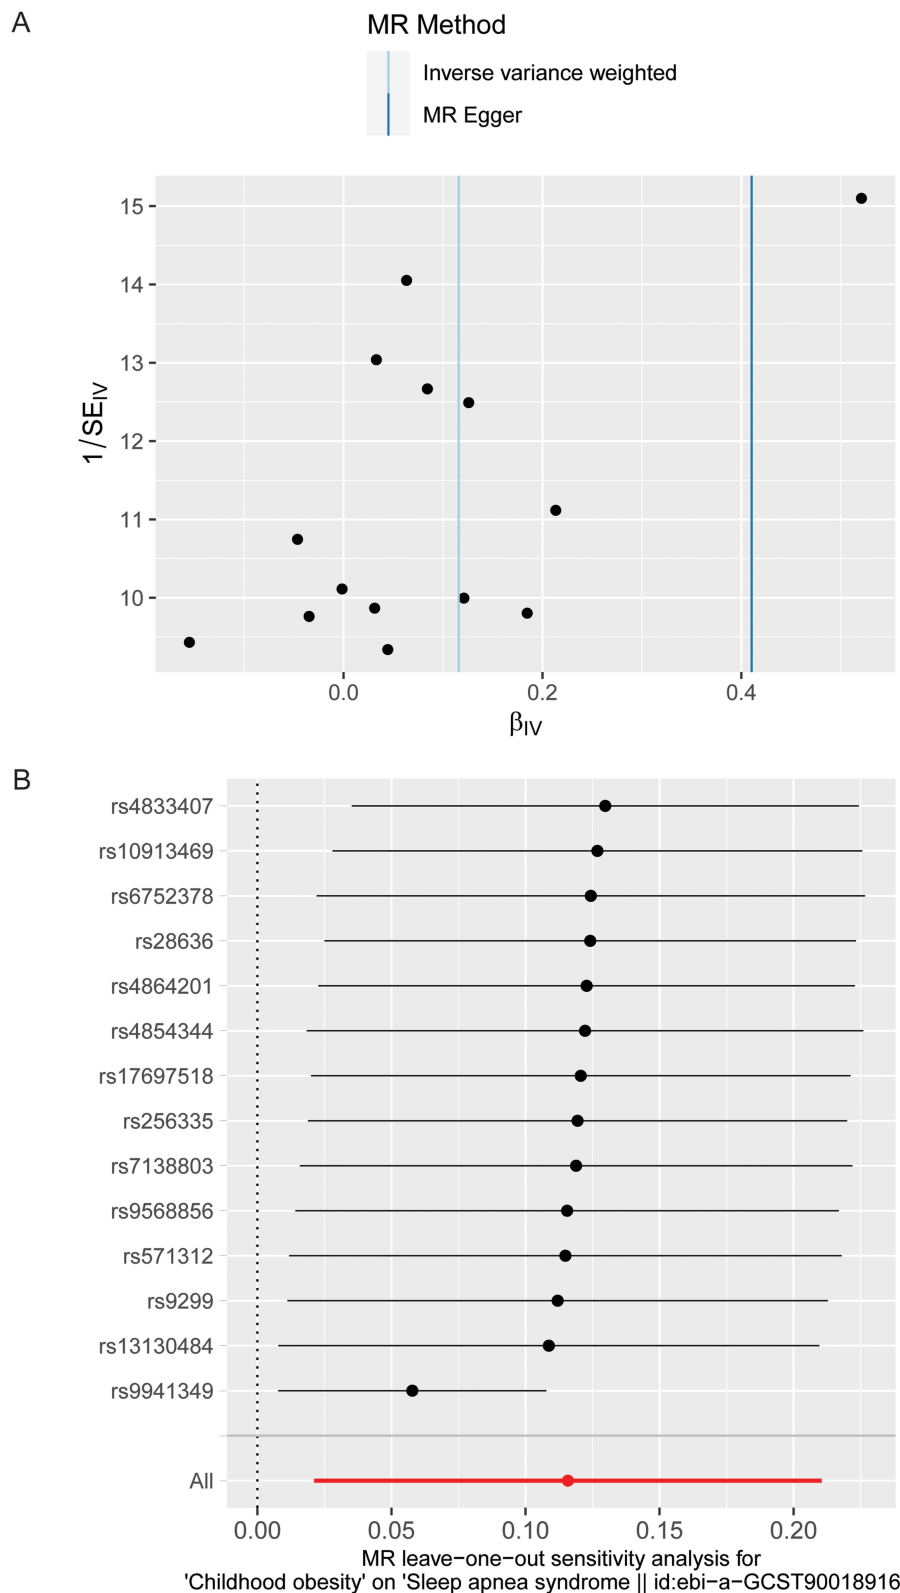 A
MR Method
Inverse variance weighted
MR Egger
15
14
13
12
11
10
1/SE_IV
0.0 0.2 0.4
β_IV
B
rs4833407
rs10913469
rs6752378
rs28636
rs4864201
rs4854344
rs17697518
rs256335
rs7138803
rs9568856
rs571312
rs9299
rs13130484
rs9941349
All
0.00 0.05 0.10 0.15 0.20
MR leave−one−out sensitivity analysis for
'Childhood obesity' on 'Sleep apnea syndrome || id:ebi−a−GCST90018916